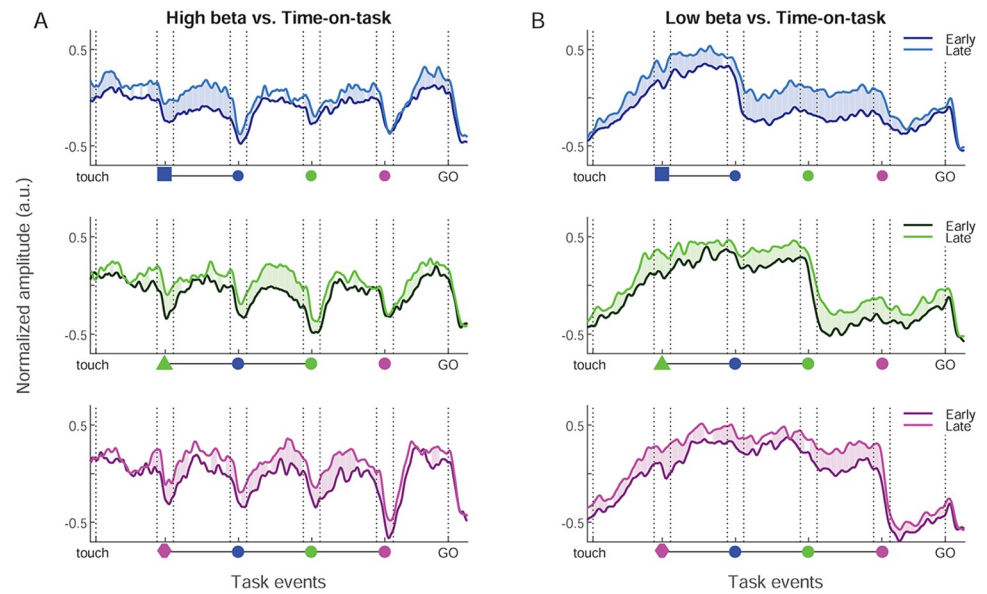 A High beta vs. Time-on-task
B Low beta vs. Time-on-task
Normalized amplitude (a.u.)
0.5
-0.5
touch GO
0.5
-0.5
touch GO
Early
Late
0.5
-0.5
touch GO
0.5
-0.5
touch GO
Early
Late
0.5
-0.5
touch GO
0.5
-0.5
touch GO
Early
Late
Task events
Task events